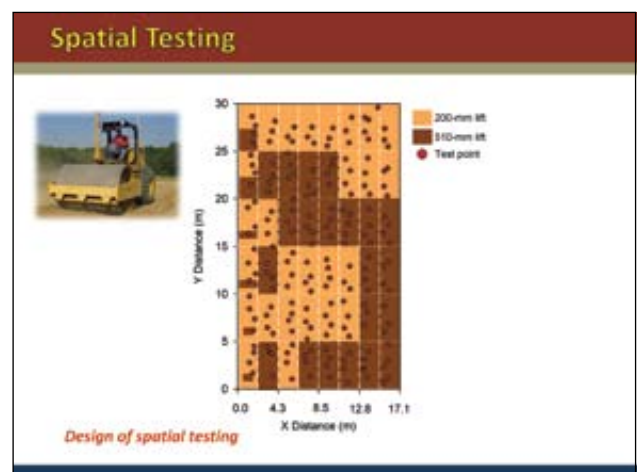 Spatial Testing
30
25
20
15
10
5
0
Y Distance (m)
0.0 4.3 8.5 12.8 17.1
X Distance (m)
200-mm lift
510-mm lift
Test point
Design of spatial testing